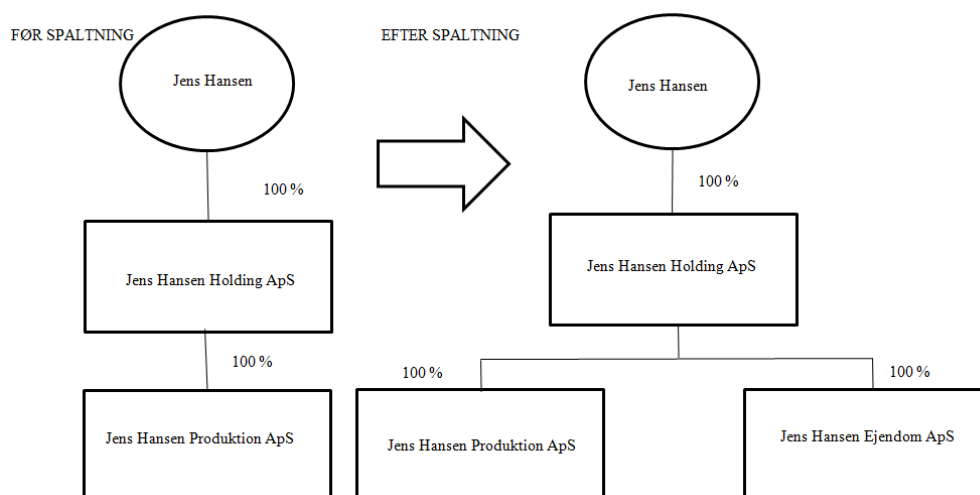 FØR SPALTNING
Jens Hansen
100 %
Jens Hansen Holding ApS
100 %
Jens Hansen Produktion ApS
EFTER SPALTNING
Jens Hansen
100 %
Jens Hansen Holding ApS
100 %
100 %
Jens Hansen Produktion ApS
Jens Hansen Ejendom ApS